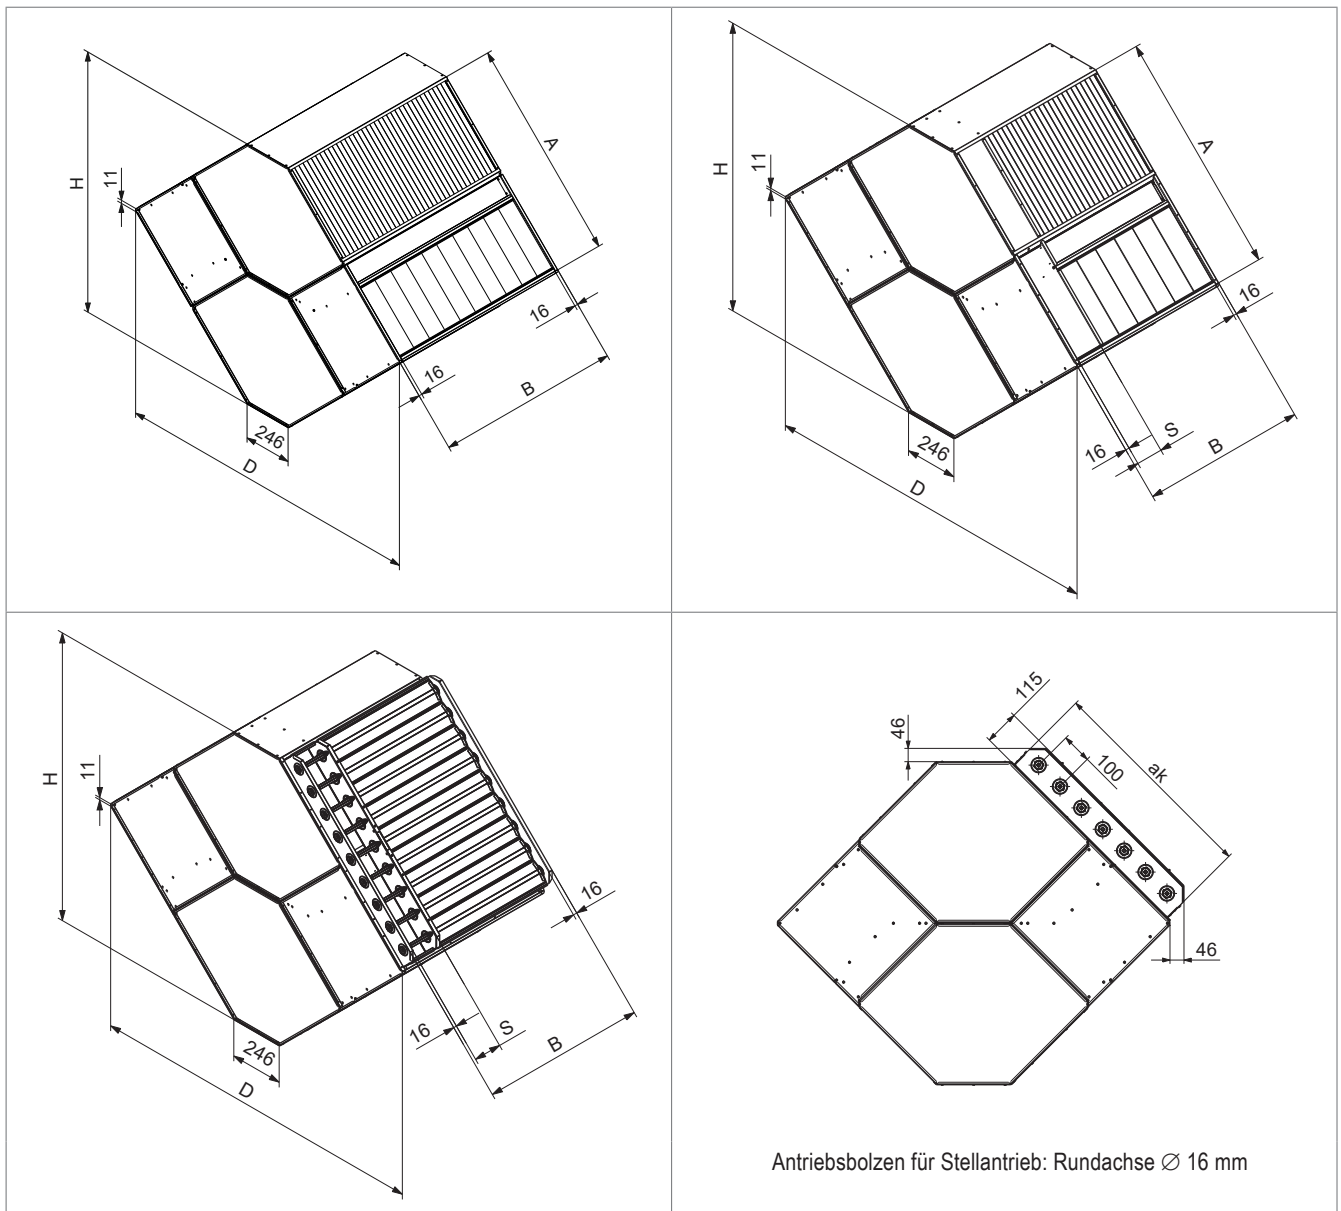 H
11
A
16
16
B
246
D
H
11
A
16
16
S
B
246
D
H
11
16
16
S
B
246
D
115
46
100
ak
46
Antriebsbolzen für Stellantrieb: Rundachse ∅ 16 mm